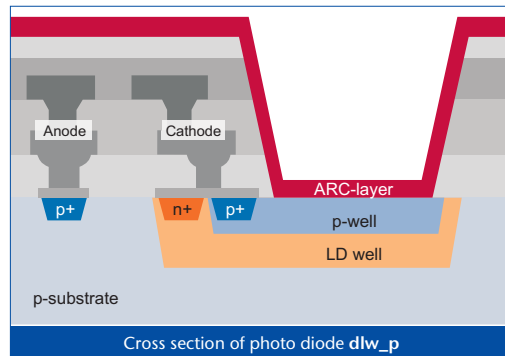 Anode
Cathode
ARC-layer
p+
n+
p+
p-well
LD well
p-substrate
Cross section of photo diode dlw_p